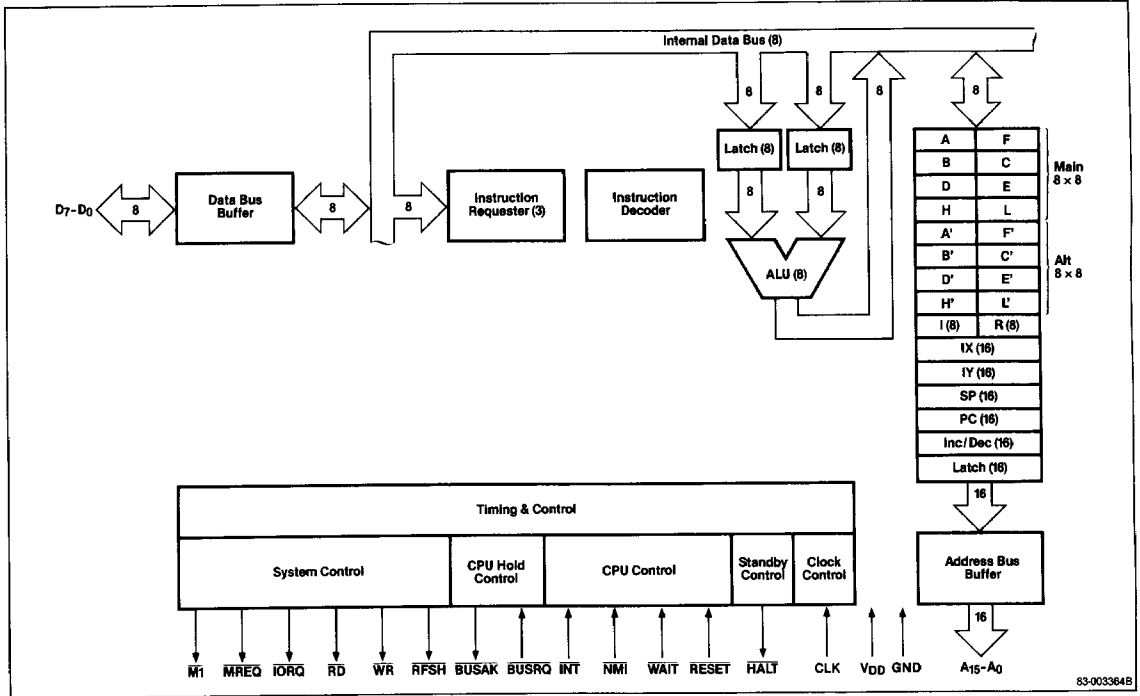 Internal Data Bus (8)
8
8
8
8
Latch (8)
Latch (8)
8
8
D7-D0
8
Data Bus
Buffer
8
8
Instruction
Requester (3)
Instruction
Decoder
ALU (8)
A F
B C
D E
H L
A' F'
B' C'
D' E'
H' L'
I (8) R (8)
IX (16)
IY (16)
SP (16)
PC (16)
Inc/Dec (16)
Latch (16)
Main
8 × 8
Alt
8 × 8
16
Address Bus
Buffer
16
A15-A0
Timing & Control
System Control
CPU Hold
Control
CPU Control
Standby
Control
Clock
Control
M1 MREQ IORQ RD WR RFSH BUSAK BUSRQ INT NMI WAIT RESET HALT CLK VDD GND
83-003364B